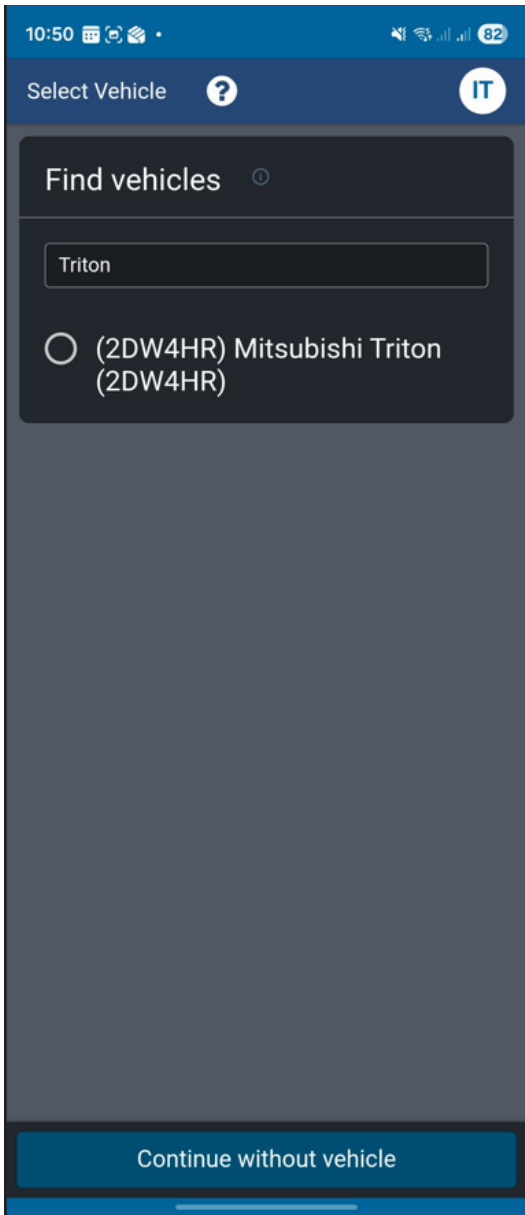 10:50
82
Select Vehicle ?
IT
Find vehicles
Triton
(2DW4HR) Mitsubishi Triton
(2DW4HR)
Continue without vehicle